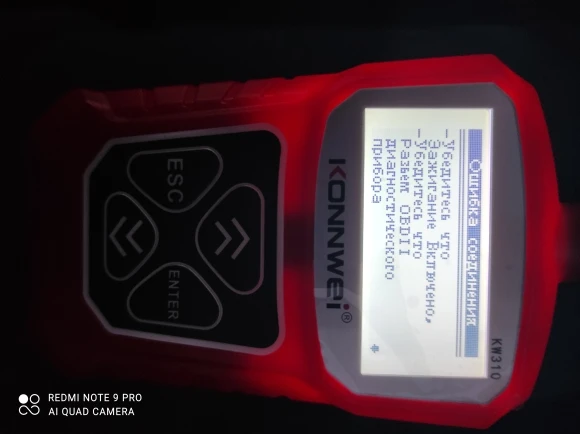 KW310
Ошибка соединения
-Убедитесь что
Зажигание Включено,
-Убедитесь что
Разъем OBDII
диагностического
прибора
KONNWEI®
ESC
ENTER
REDMI NOTE 9 PRO
AI QUAD CAMERA